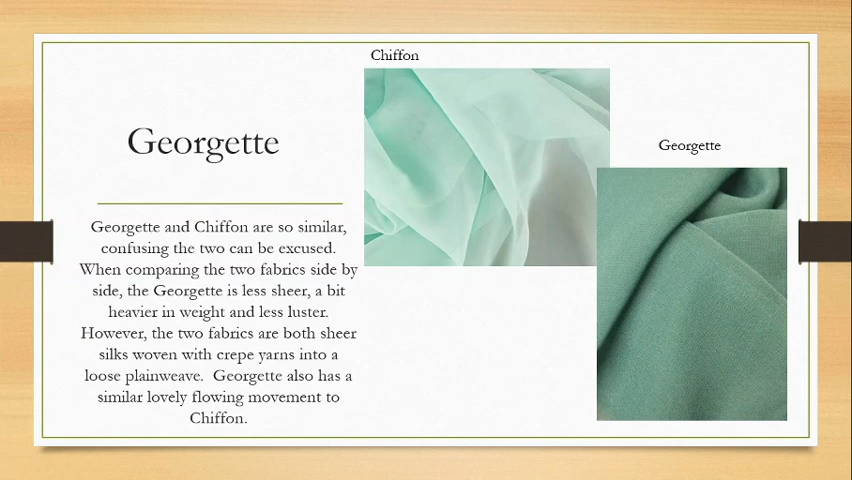 Chiffon
Georgette
Georgette
Georgette and Chiffon are so similar,
confusing the two can be excused.
When comparing the two fabrics side by
side, the Georgette is less sheer, a bit
heavier in weight and less luster.
However, the two fabrics are both sheer
silks woven with crepe yarns into a
loose plainweave.  Georgette also has a
similar lovely flowing movement to
Chiffon.